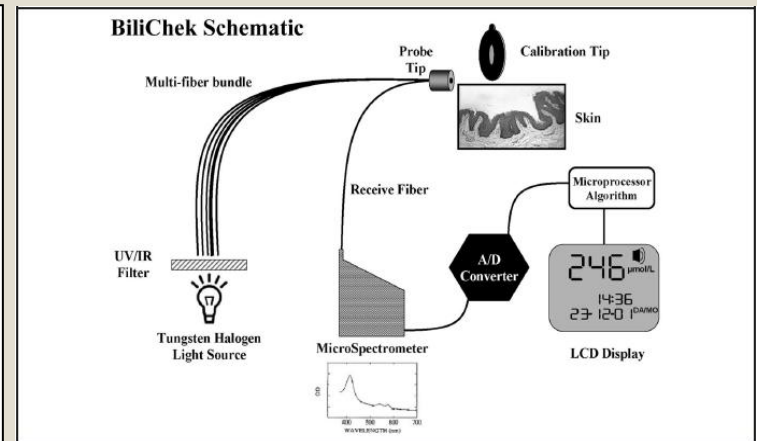 BiliChek Schematic
Multi-fiber bundle
Probe
Tip
Calibration Tip
Skin
Receive Fiber
Microprocessor
Algorithm
UV/IR
Filter
A/D
Converter
246 µmol/L
14:36
23-12-01 DA/MO
Tungsten Halogen
Light Source
MicroSpectrometer
LCD Display
OD
400 500 600 700
WAVELENGTH (nm)